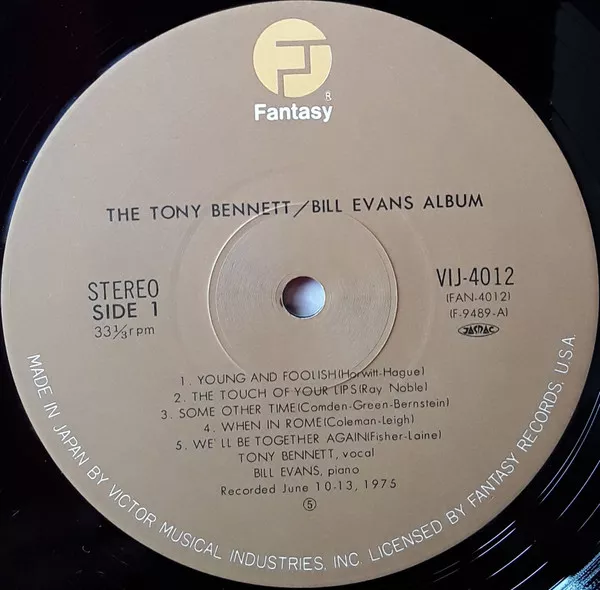 Fantasy
R
THE TONY BENNETT/BILL EVANS ALBUM
STEREO
SIDE 1
33⅓rpm
VIJ-4012
(FAN-4012)
(F-9489-A)
JASRAC
1. YOUNG AND FOOLISH(Horwitt-Hague)
2. THE TOUCH OF YOUR LIPS(Ray Noble)
3. SOME OTHER TIME(Comden-Green-Bernstein)
4. WHEN IN ROME(Coleman-Leigh)
5. WE'LL BE TOGETHER AGAIN(Fisher-Laine)
TONY BENNETT, vocal
BILL EVANS, piano
Recorded June 10-13, 1975
⑤
MADE IN JAPAN BY VICTOR MUSICAL INDUSTRIES, INC. LICENSED BY FANTASY RECORDS, U.S.A.